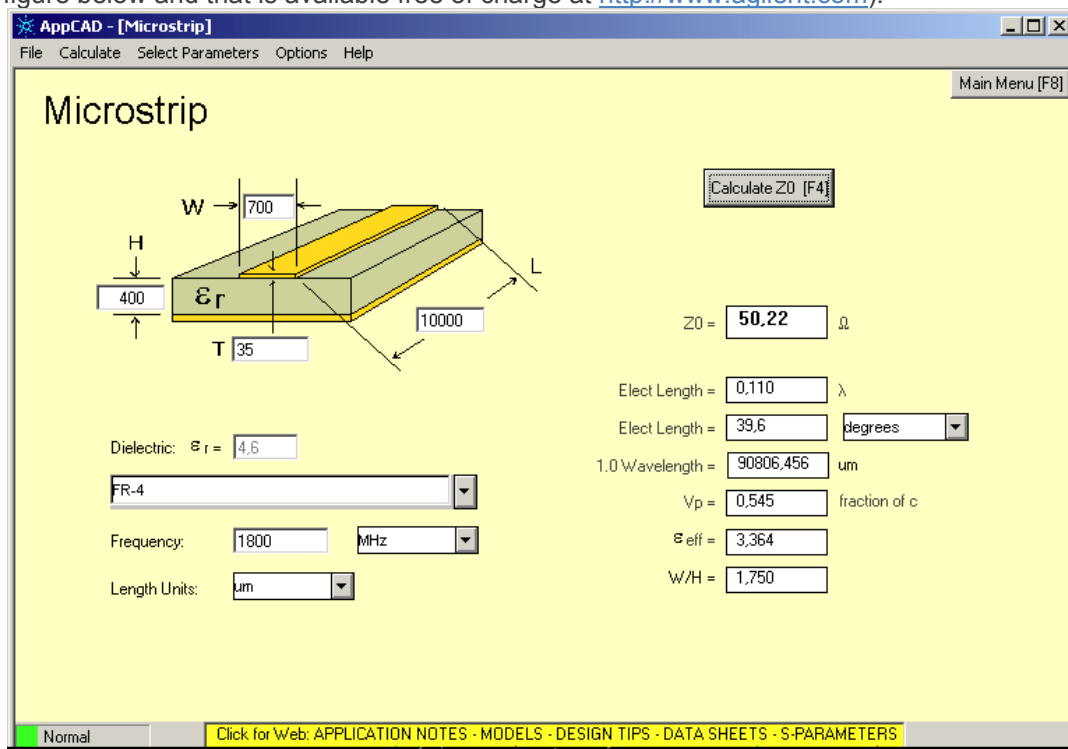 figure below and that is available free of charge at http://www.agilent.com).
AppCAD - [Microstrip]
File Calculate Select Parameters Options Help
Main Menu [F8]
Microstrip
Calculate Z0 [F4]
W 700
H
400
εr
L
10000
T 35
Z0 = 50,22 Ω
Elect Length = 0,110 λ
Elect Length = 39,6 degrees
1.0 Wavelength = 90806,456 um
Vp = 0,545 fraction of c
ε eff = 3,364
W/H = 1,750
Dielectric: ε r = 4,6
FR-4
Frequency: 1800 MHz
Length Units: um
Normal
Click for Web: APPLICATION NOTES - MODELS - DESIGN TIPS - DATA SHEETS - S-PARAMETERS